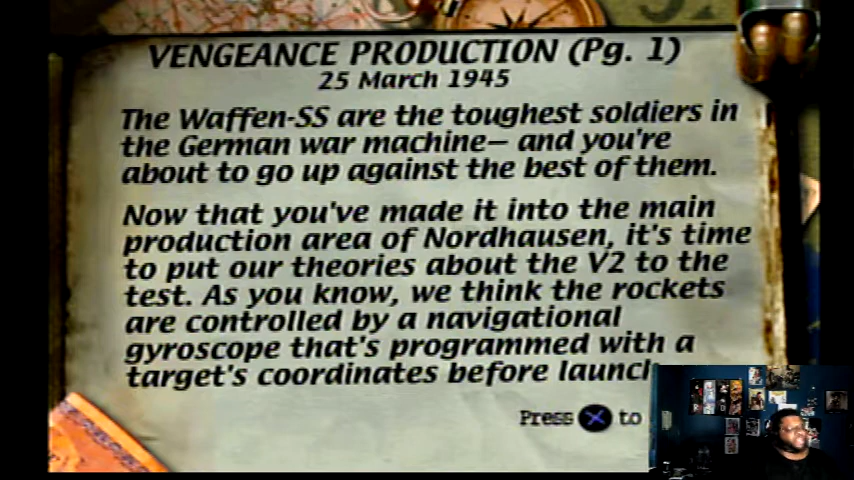 VENGEANCE PRODUCTION (Pg. 1)
25 March 1945
The Waffen-SS are the toughest soldiers in
the German war machine— and you're
about to go up against the best of them.
Now that you've made it into the main
production area of Nordhausen, it's time
to put our theories about the V2 to the
test. As you know, we think the rockets
are controlled by a navigational
gyroscope that's programmed with a
target's coordinates before launch
Press X to